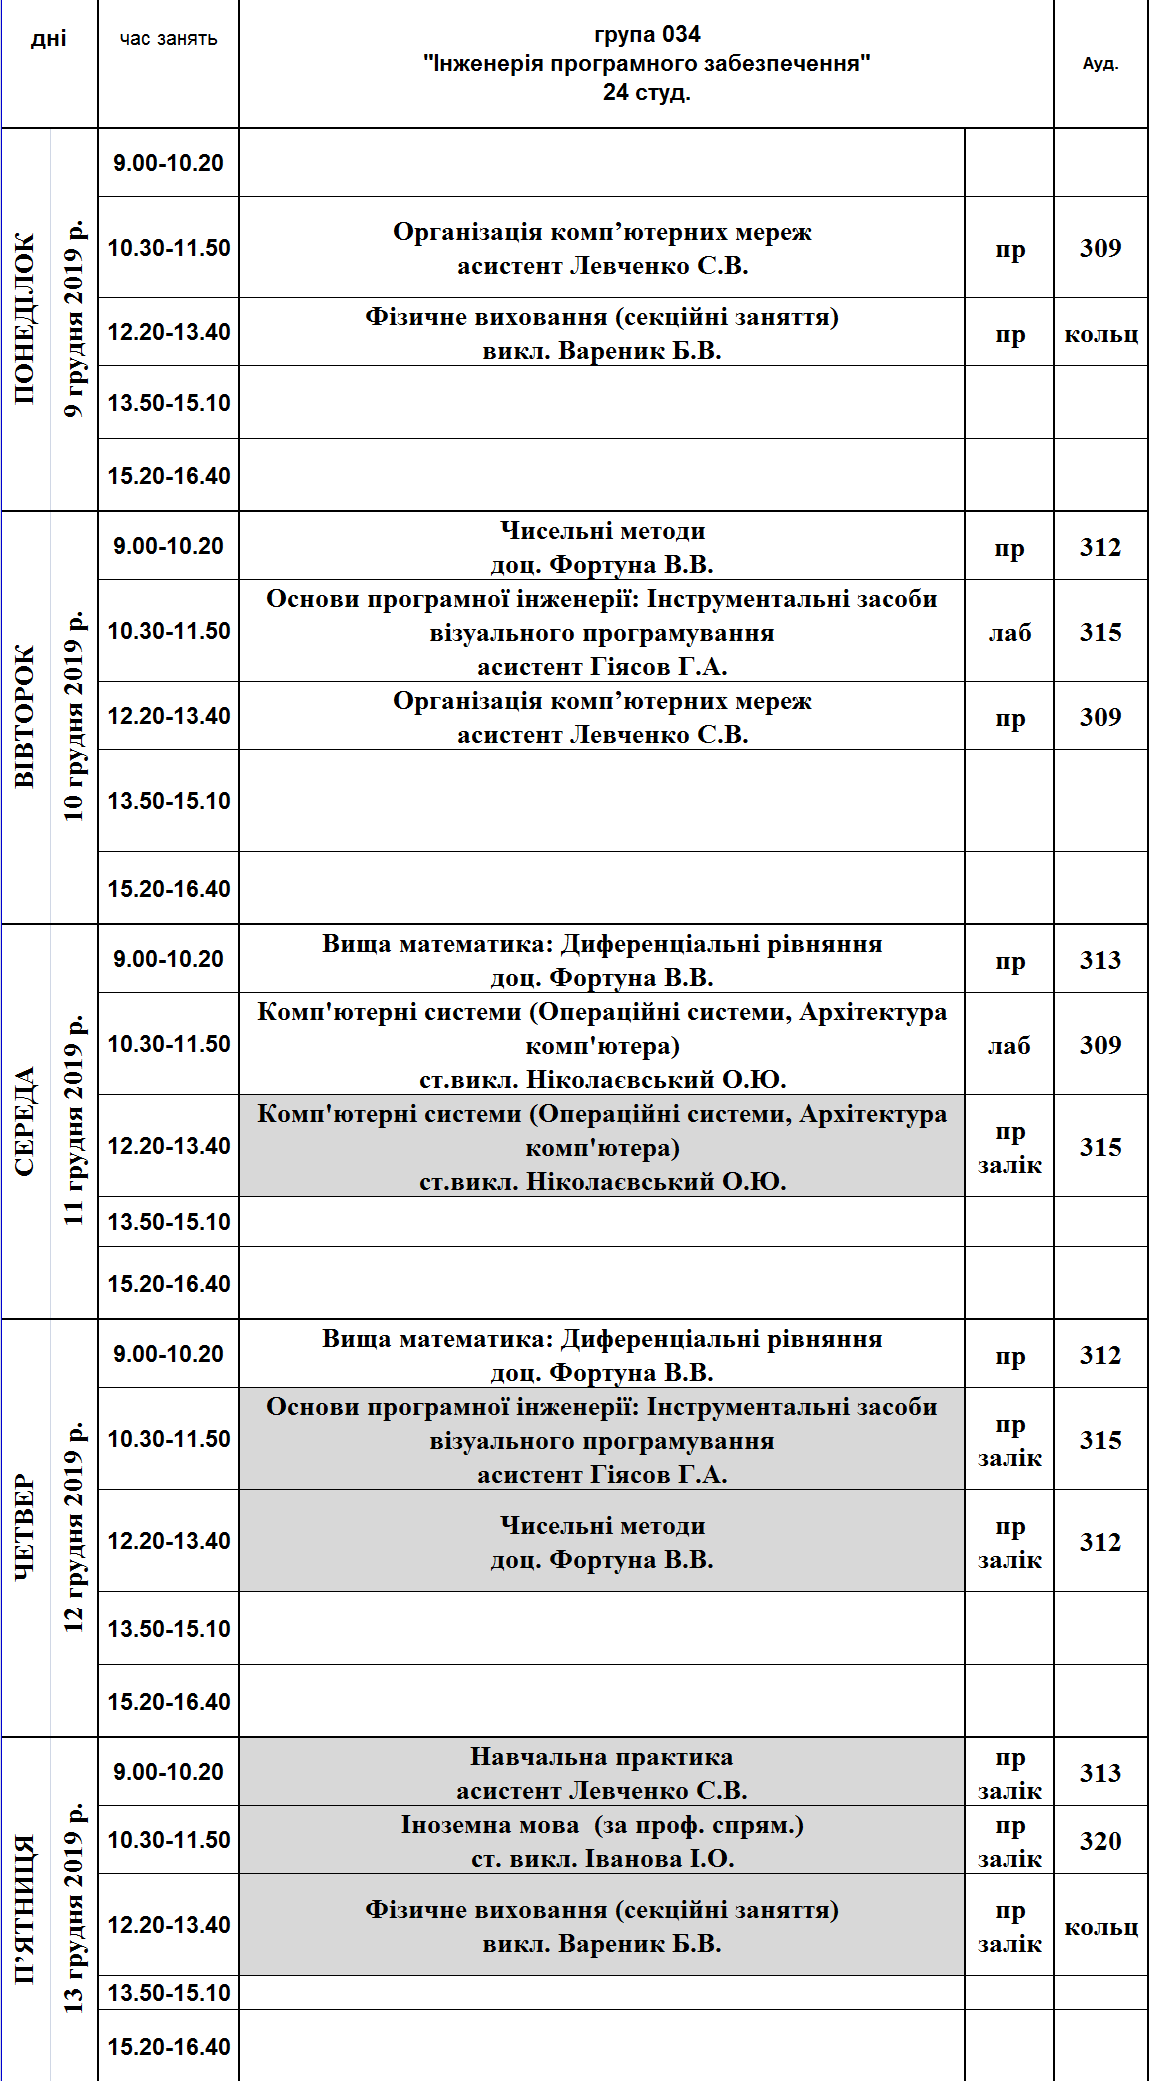 дні
час занять
група 034
"Інженерія програмного забезпечення"
24 студ.
Ауд.
ПОНЕДІЛОК
9 грудня 2019 р.
9.00-10.20
10.30-11.50
Організація комп’ютерних мереж
асистент Левченко С.В.
пр
309
12.20-13.40
Фізичне виховання (секційні заняття)
викл. Вареник Б.В.
пр
кольц
13.50-15.10
15.20-16.40
ВІВТОРОК
10 грудня 2019 р.
9.00-10.20
Чисельні методи
доц. Фортуна В.В.
пр
312
10.30-11.50
Основи програмної інженерії: Інструментальні засоби
візуального програмування
асистент Гіясов Г.А.
лаб
315
12.20-13.40
Організація комп’ютерних мереж
асистент Левченко С.В.
пр
309
13.50-15.10
15.20-16.40
СЕРЕДА
11 грудня 2019 р.
9.00-10.20
Вища математика: Диференціальні рівняння
доц. Фортуна В.В.
пр
313
10.30-11.50
Комп'ютерні системи (Операційні системи, Архітектура
комп'ютера)
ст.викл. Ніколаєвський О.Ю.
лаб
309
12.20-13.40
Комп'ютерні системи (Операційні системи, Архітектура
комп'ютера)
ст.викл. Ніколаєвський О.Ю.
пр
залік
315
13.50-15.10
15.20-16.40
ЧЕТВЕР
12 грудня 2019 р.
9.00-10.20
Вища математика: Диференціальні рівняння
доц. Фортуна В.В.
пр
312
10.30-11.50
Основи програмної інженерії: Інструментальні засоби
візуального програмування
асистент Гіясов Г.А.
пр
залік
315
12.20-13.40
Чисельні методи
доц. Фортуна В.В.
пр
залік
312
13.50-15.10
15.20-16.40
П’ЯТНИЦЯ
13 грудня 2019 р.
9.00-10.20
Навчальна практика
асистент Левченко С.В.
пр
залік
313
10.30-11.50
Іноземна мова  (за проф. спрям.)
ст. викл. Іванова І.О.
пр
залік
320
12.20-13.40
Фізичне виховання (секційні заняття)
викл. Вареник Б.В.
пр
залік
кольц
13.50-15.10
15.20-16.40